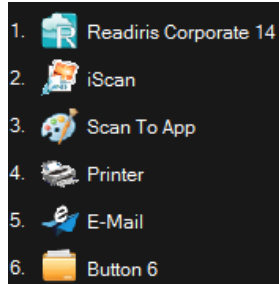 1. Readiris Corporate 14
2. iScan
3. Scan To App
4. Printer
5. E-Mail
6. Button 6